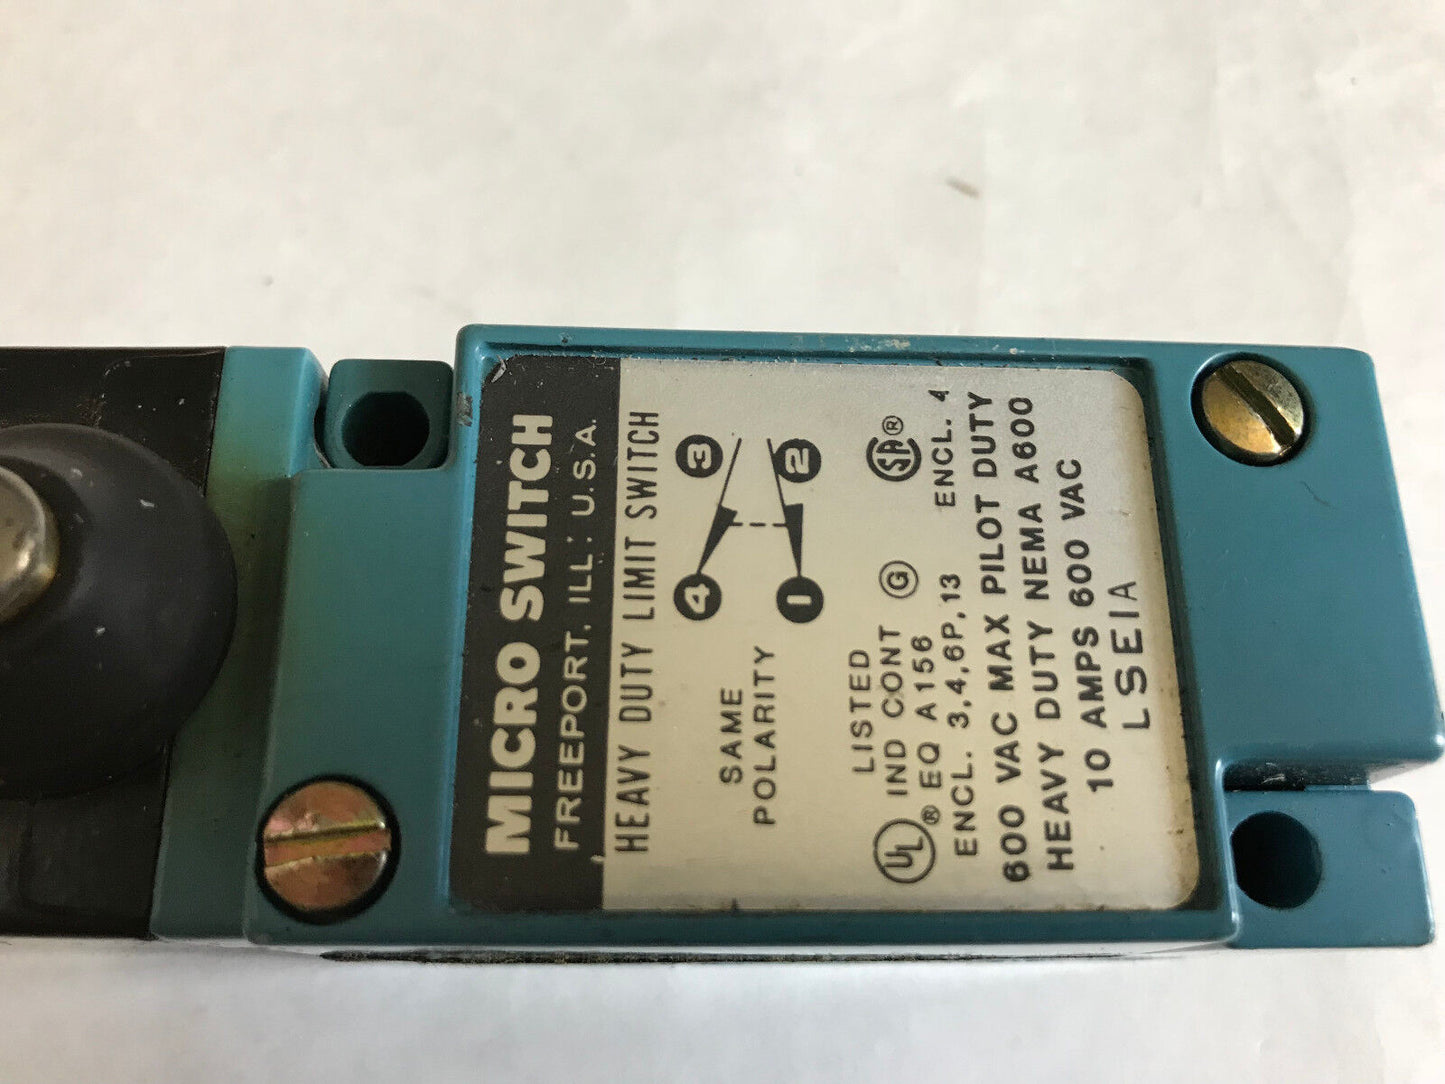 MICRO SWITCH
FREEPORT, ILL. U.S.A.
HEAVY DUTY LIMIT SWITCH
4 3
SAME
POLARITY
1 2
LISTED
UL ® IND CONT G SA ®
EQ A156
ENCL. 3,4,6P,13 ENCL. 4
600 VAC MAX PILOT DUTY
HEAVY DUTY NEMA A600
10 AMPS 600 VAC
LSE1A